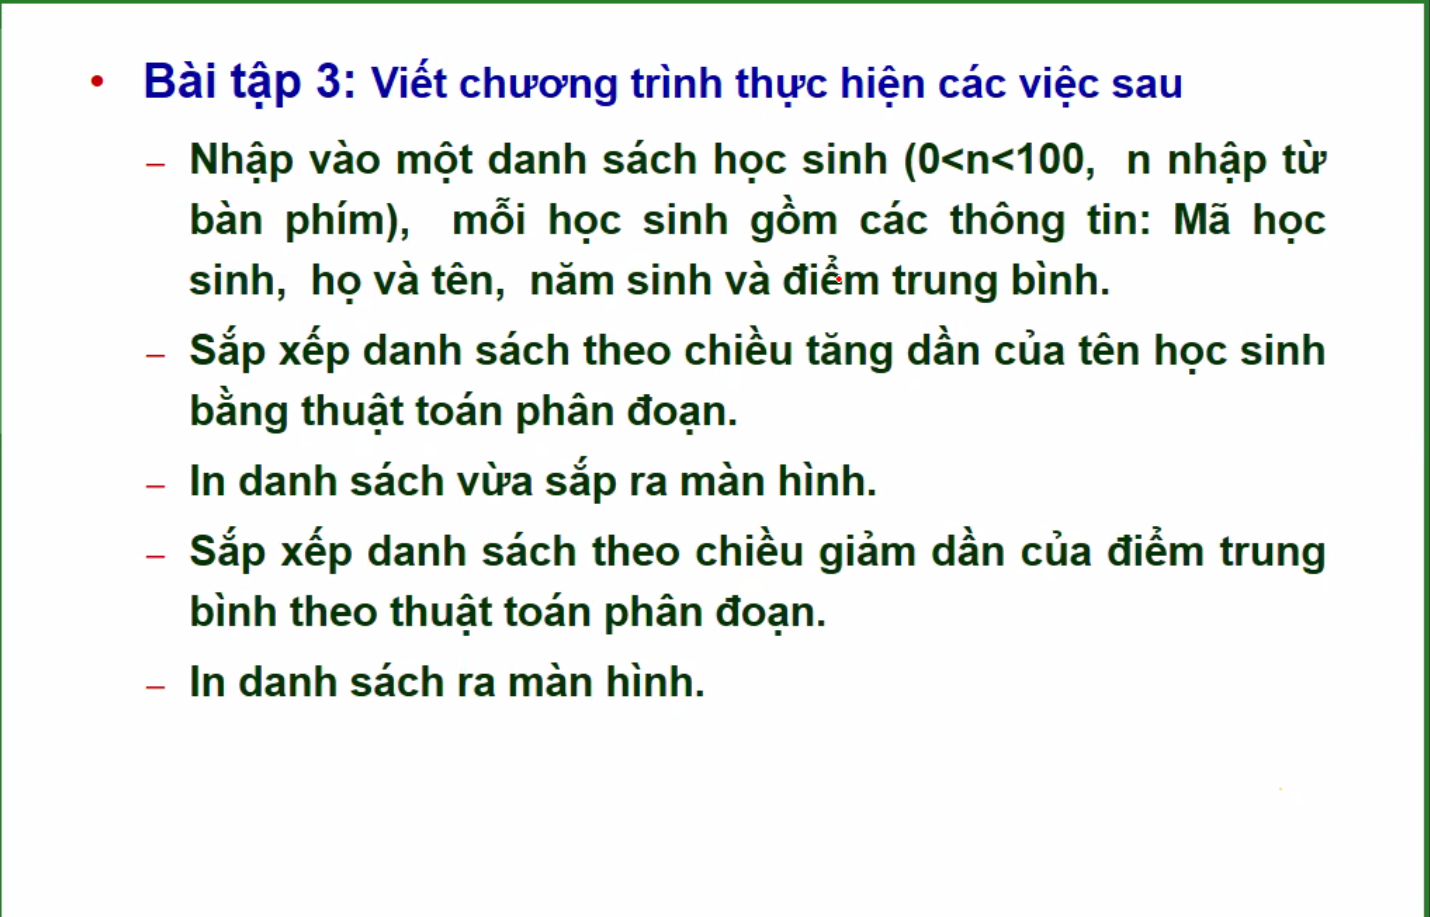 • Bài tập 3: Viết chương trình thực hiện các việc sau
– Nhập vào một danh sách học sinh (0<n<100, n nhập từ
bàn phím), mỗi học sinh gồm các thông tin: Mã học
sinh, họ và tên, năm sinh và điểm trung bình.
– Sắp xếp danh sách theo chiều tăng dần của tên học sinh
bằng thuật toán phân đoạn.
– In danh sách vừa sắp ra màn hình.
– Sắp xếp danh sách theo chiều giảm dần của điểm trung
bình theo thuật toán phân đoạn.
– In danh sách ra màn hình.